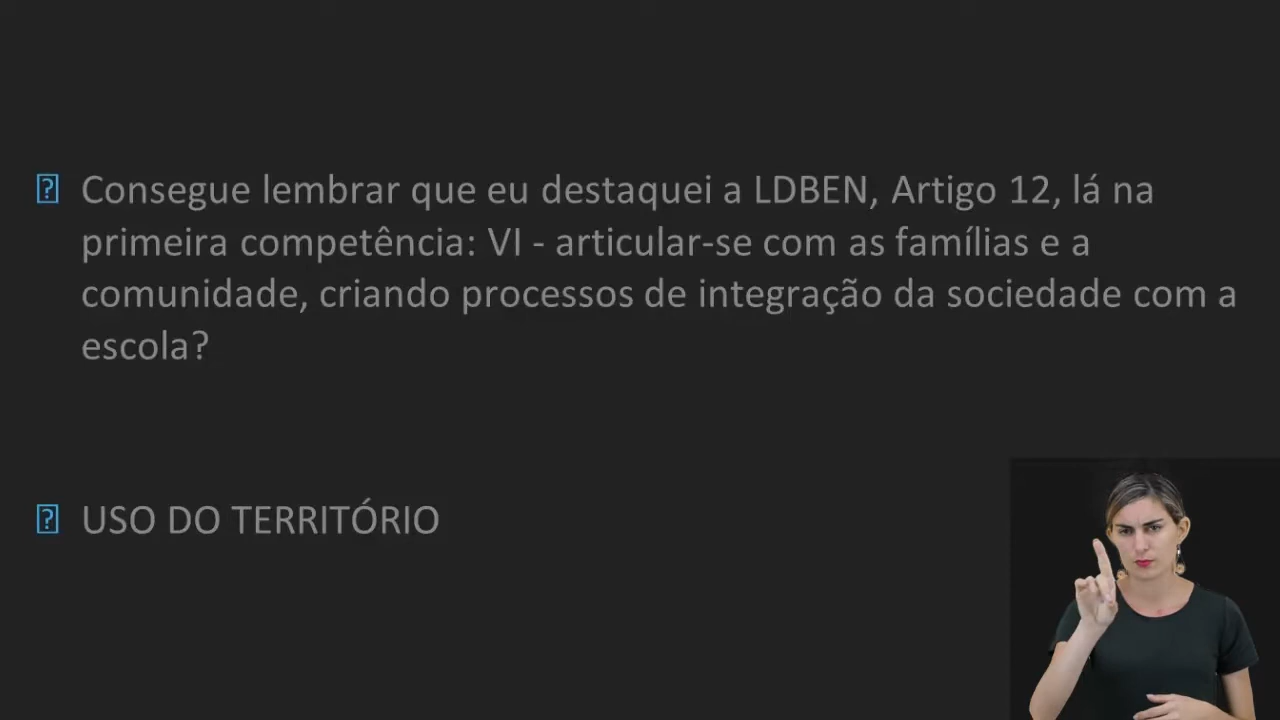 Consegue lembrar que eu destaquei a LDBEN, Artigo 12, lá na
primeira competência: VI - articular-se com as famílias e a
comunidade, criando processos de integração da sociedade com a
escola?
USO DO TERRITÓRIO